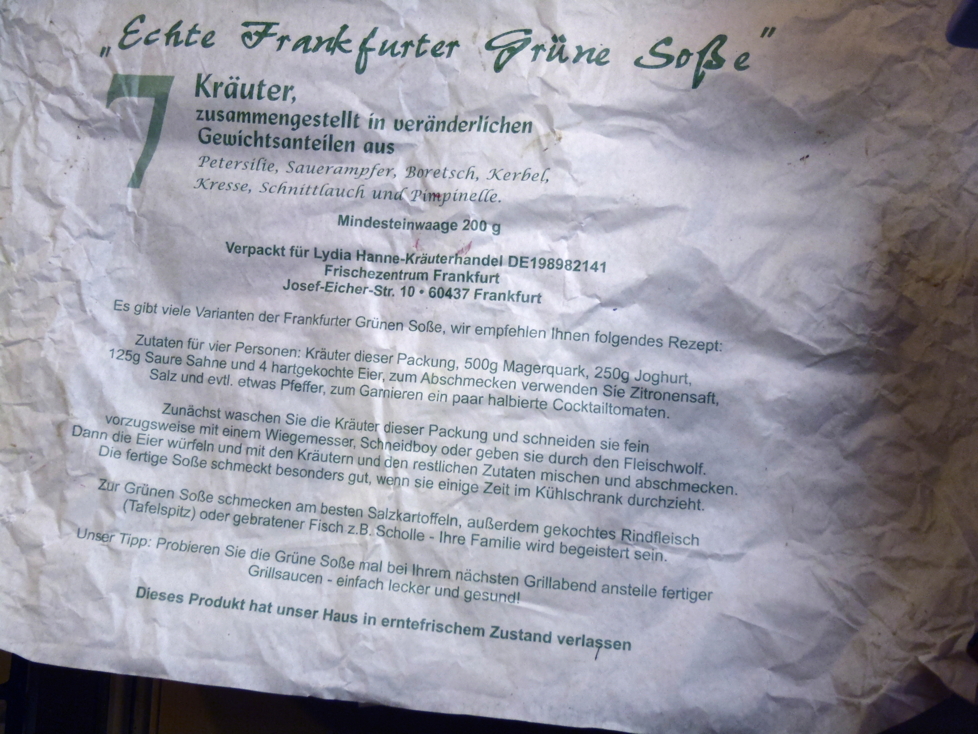 „Echte Frankfurter Grüne Soße"
7 Kräuter,
zusammengestellt in veränderlichen
Gewichtsanteilen aus
Petersilie, Sauerampfer, Boretsch, Kerbel,
Kresse, Schnittlauch und Pimpinelle.
Mindesteinwaage 200 g
Verpackt für Lydia Hanne-Kräuterhandel DE198982141
Frischezentrum Frankfurt
Josef-Eicher-Str. 10 • 60437 Frankfurt
Es gibt viele Varianten der Frankfurter Grünen Soße, wir empfehlen Ihnen folgendes Rezept:
Zutaten für vier Personen: Kräuter dieser Packung, 500g Magerquark, 250g Joghurt,
125g Saure Sahne und 4 hartgekochte Eier, zum Abschmecken verwenden Sie Zitronensaft,
Salz und evtl. etwas Pfeffer, zum Garnieren ein paar halbierte Cocktailtomaten.
Zunächst waschen Sie die Kräuter dieser Packung und schneiden sie fein
vorzugsweise mit einem Wiegemesser, Schneidboy oder geben sie durch den Fleischwolf.
Dann die Eier würfeln und mit den Kräutern und den restlichen Zutaten mischen und abschmecken.
Die fertige Soße schmeckt besonders gut, wenn sie einige Zeit im Kühlschrank durchzieht.
Zur Grünen Soße schmecken am besten Salzkartoffeln, außerdem gekochtes Rindfleisch
(Tafelspitz) oder gebratener Fisch z.B. Scholle - Ihre Familie wird begeistert sein.
Unser Tipp: Probieren Sie die Grüne Soße mal bei Ihrem nächsten Grillabend anstelle fertiger
Grillsaucen - einfach lecker und gesund!
Dieses Produkt hat unser Haus in erntefrischem Zustand verlassen